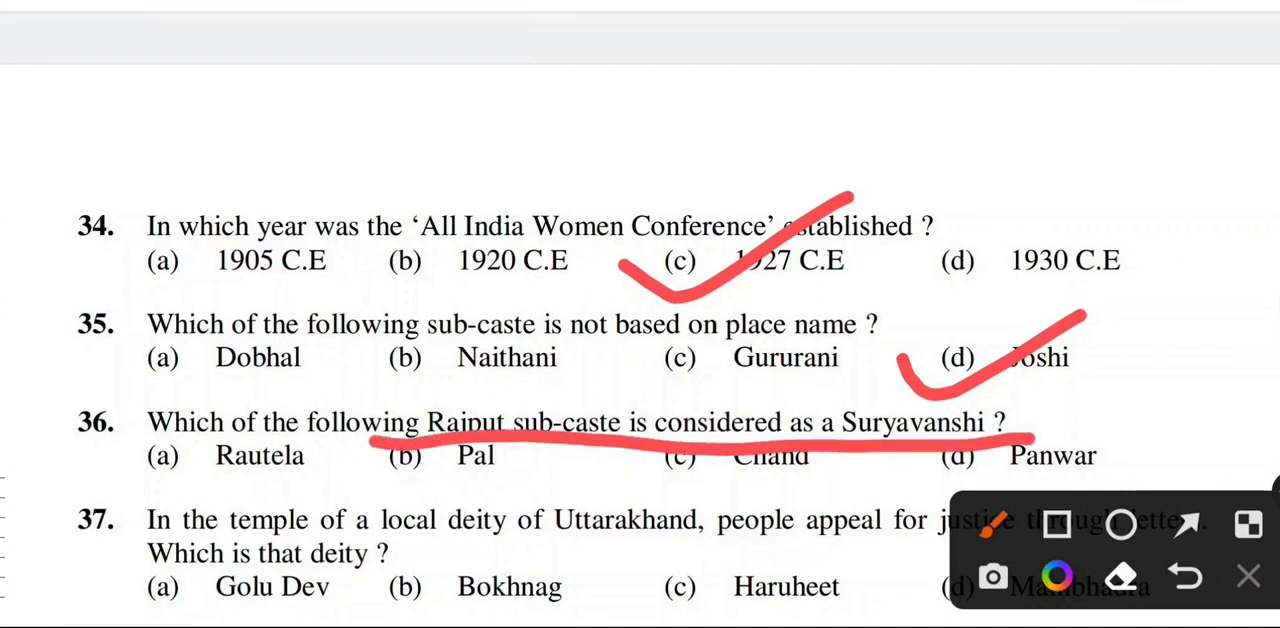 34. In which year was the ‘All India Women Conference’ established ?
(a) 1905 C.E (b) 1920 C.E (c) 1927 C.E (d) 1930 C.E
35. Which of the following sub-caste is not based on place name ?
(a) Dobhal (b) Naithani (c) Gururani (d) Joshi
36. Which of the following Rajput sub-caste is considered as a Suryavanshi ?
(a) Rautela (b) Pal (c) Chand (d) Panwar
37. In the temple of a local deity of Uttarakhand, people appeal for justice through letters.
Which is that deity ?
(a) Golu Dev (b) Bokhnag (c) Haruheet (d)